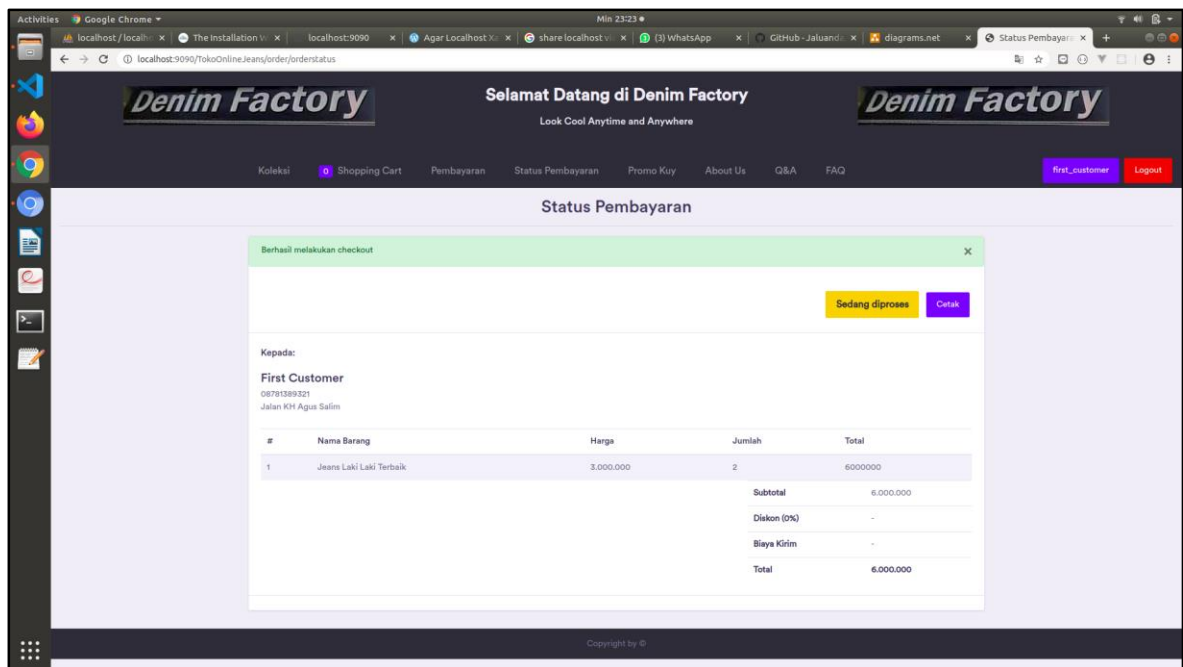 Activities Google Chrome Min 23:23
localhost / localh The Installation W localhost:9090 Agar Localhost Xa share localhost vi (3) WhatsApp GitHub - Jaluanda diagrams.net Status Pembayara
localhost:9090/TokoOnlineJeans/order/orderstatus
Denim Factory
Selamat Datang di Denim Factory
Look Cool Anytime and Anywhere
Denim Factory
Koleksi 0 Shopping Cart Pembayaran Status Pembayaran Promo Kuy About Us Q&A FAQ first_customer Logout
Status Pembayaran
Berhasil melakukan checkout ×
Sedang diproses Cetak
Kepada:
First Customer
08781389321
Jalan KH Agus Salim
# Nama Barang Harga Jumlah Total
1 Jeans Laki Laki Terbaik 3.000.000 2 6000000
Subtotal 6.000.000
Diskon (0%) -
Biaya Kirim -
Total 6.000.000
Copyright by ©